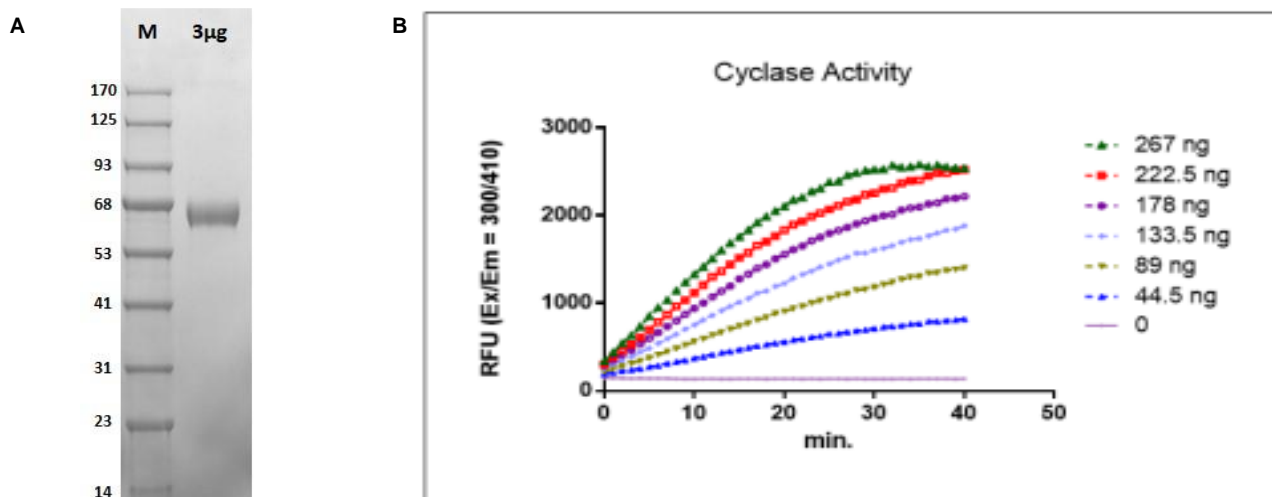 A
M 3µg
170
125
93
68
53
41
31
23
14
B
Cyclase Activity
RFU (Ex/Em = 300/410)
3000
2000
1000
0
0 10 20 30 40 50
min.
267 ng
222.5 ng
178 ng
133.5 ng
89 ng
44.5 ng
0